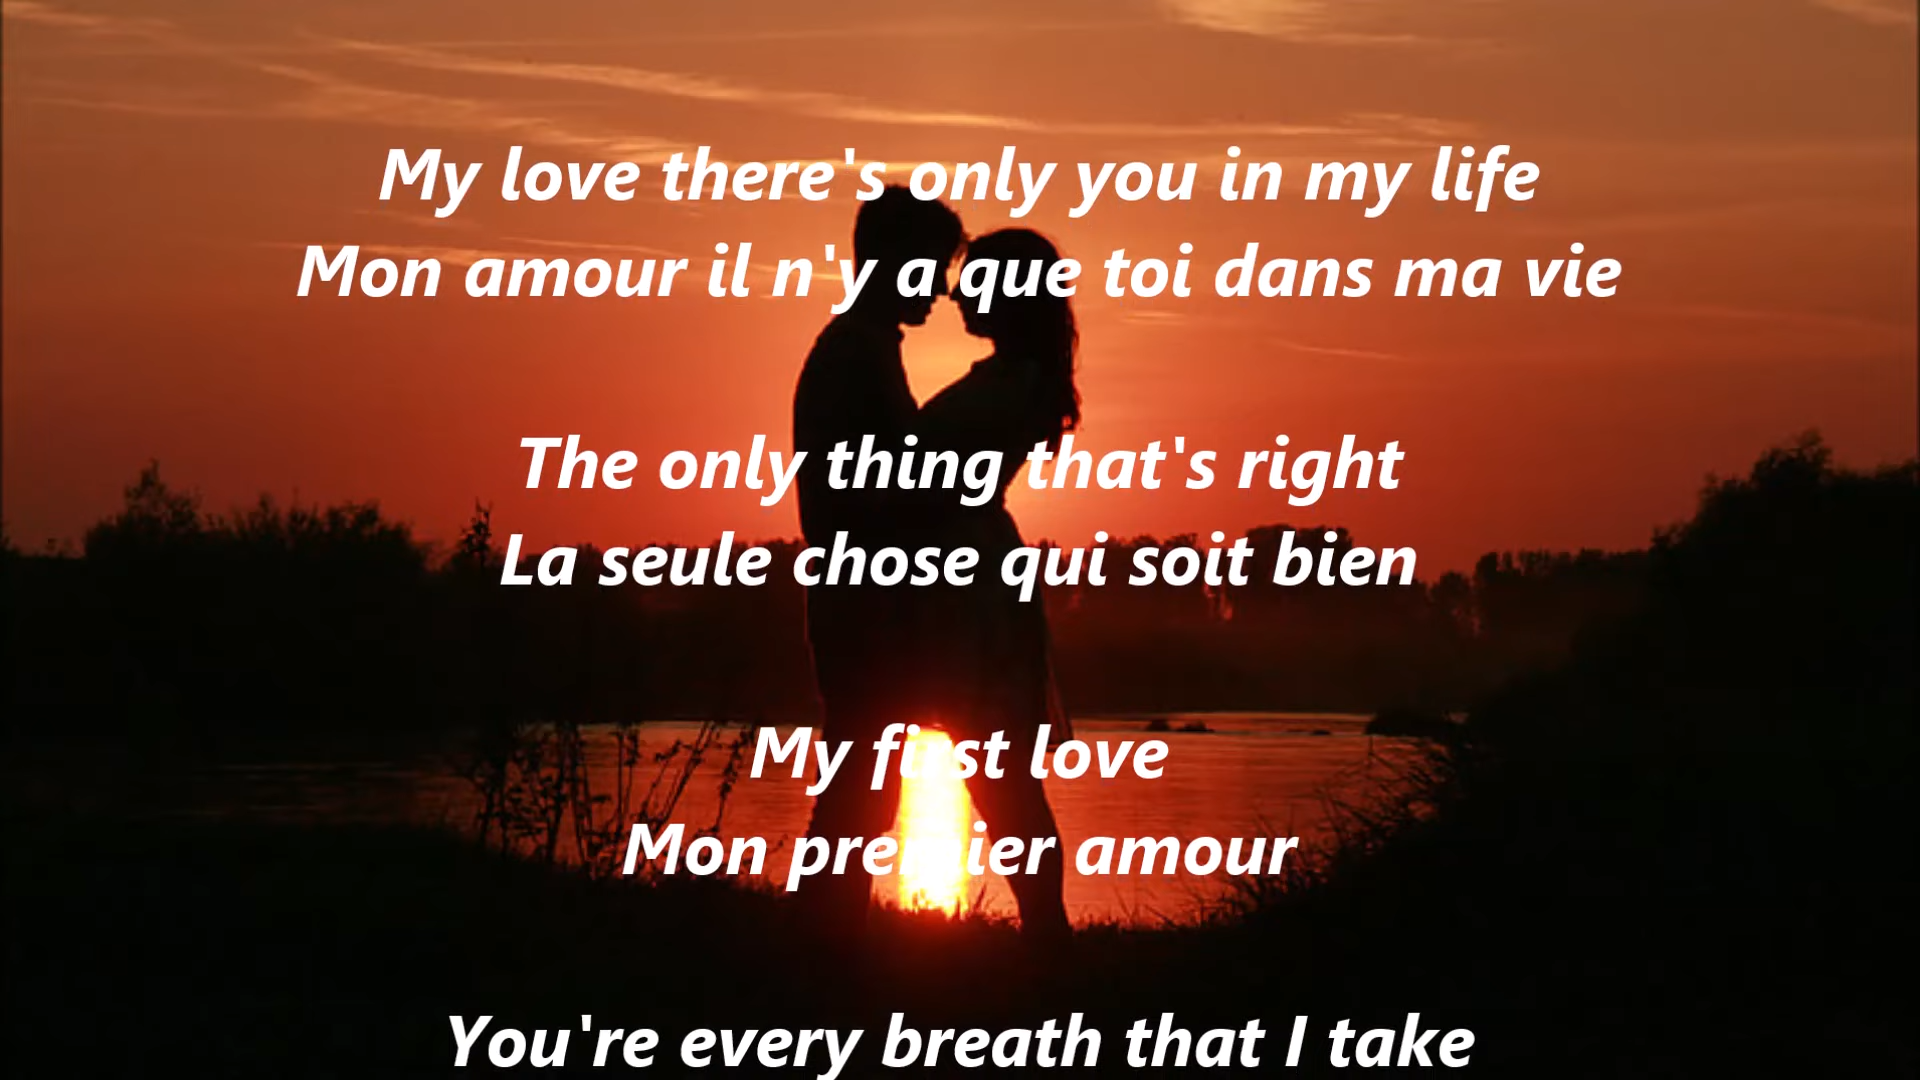 My love there's only you in my life
Mon amour il n'y a que toi dans ma vie
The only thing that's right
La seule chose qui soit bien
My first love
Mon premier amour
You're every breath that I take